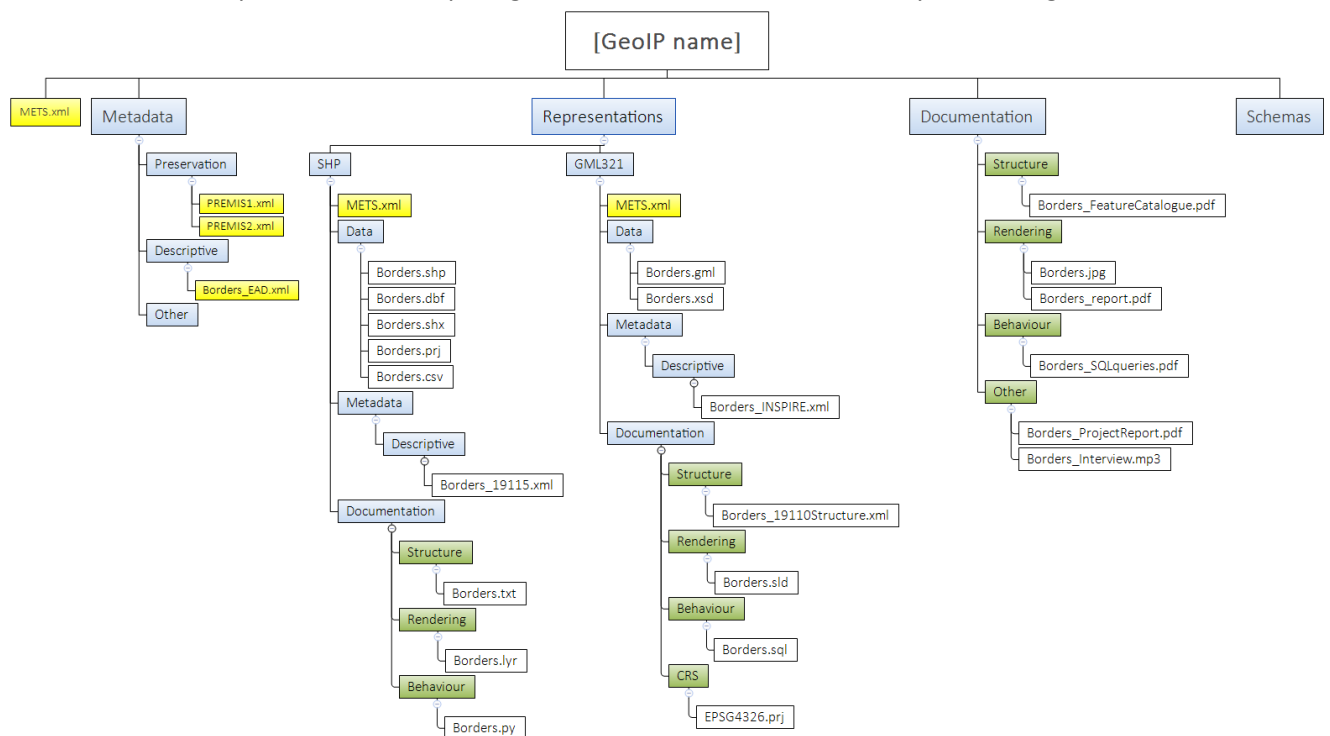 [GeoIP name]
METS.xml
Metadata
Preservation
PREMIS1.xml
PREMIS2.xml
Descriptive
Borders_EAD.xml
Other
Representations
SHP
METS.xml
Data
Borders.shp
Borders.dbf
Borders.shx
Borders.prj
Borders.csv
Metadata
Descriptive
Borders_19115.xml
Documentation
Structure
Borders.txt
Rendering
Borders.lyr
Behaviour
Borders.py
GML321
METS.xml
Data
Borders.gml
Borders.xsd
Metadata
Descriptive
Borders_INSPIRE.xml
Documentation
Structure
Borders_19110Structure.xml
Rendering
Borders.sld
Behaviour
Borders.sql
CRS
EPSG4326.prj
Documentation
Structure
Borders_FeatureCatalogue.pdf
Rendering
Borders.jpg
Borders_report.pdf
Behaviour
Borders_SQLqueries.pdf
Other
Borders_ProjectReport.pdf
Borders_Interview.mp3
Schemas